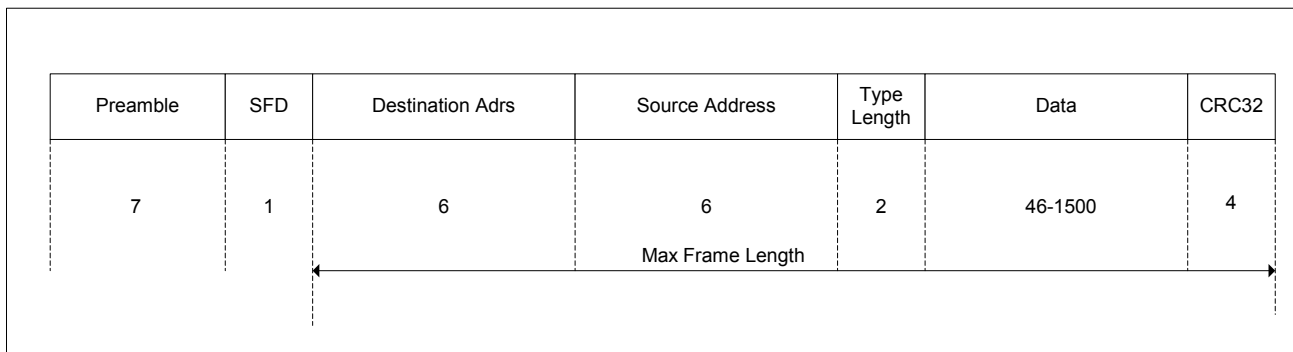 Preamble
SFD
Destination Adrs
Source Address
Type
Length
Data
CRC32
7
1
6
6
2
46-1500
4
Max Frame Length